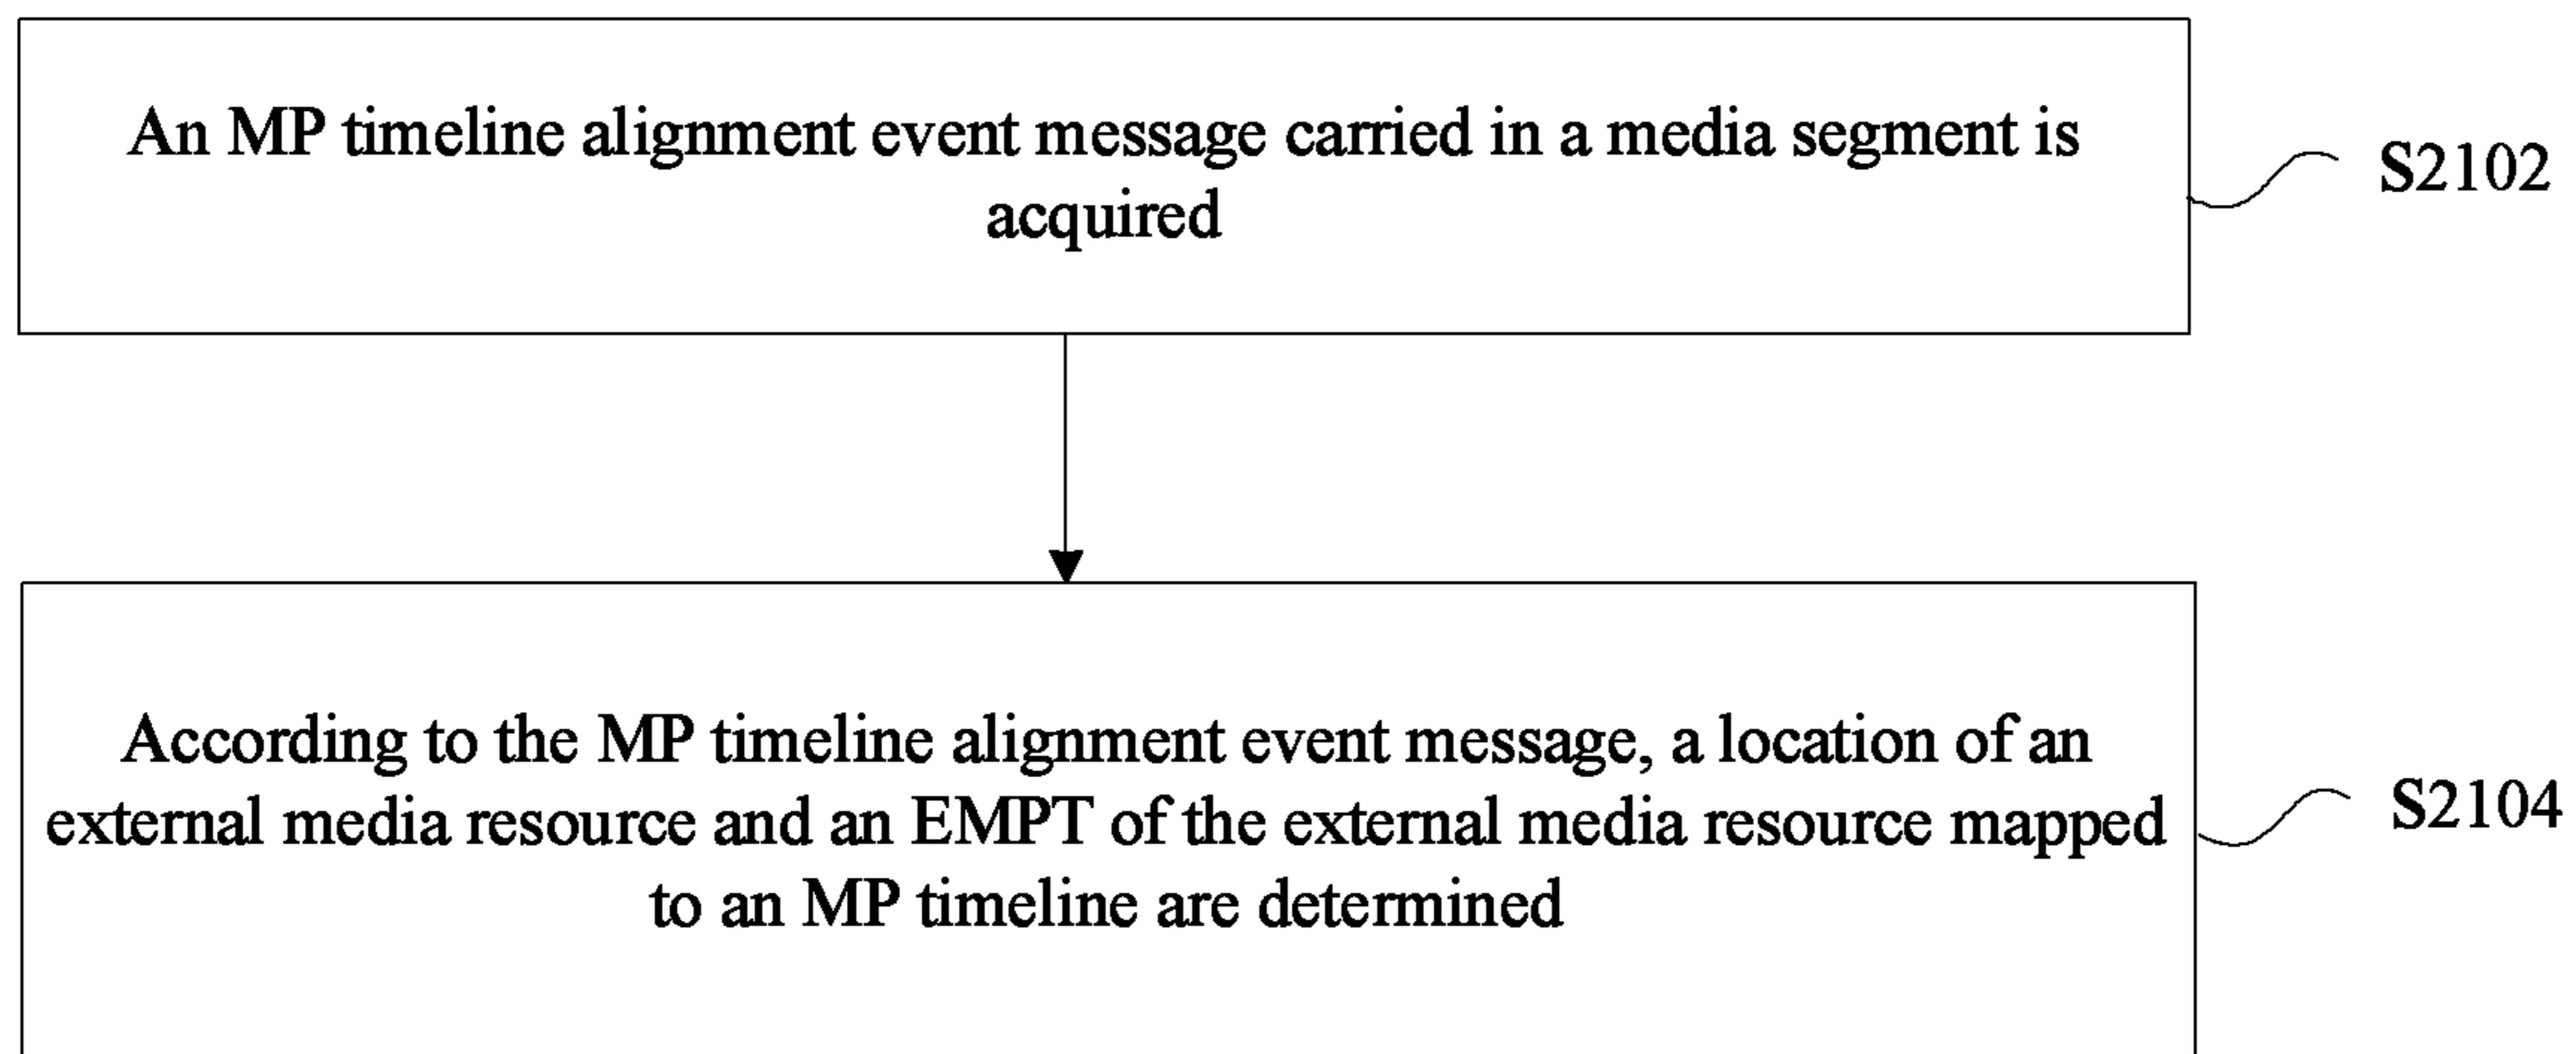 An MP timeline alignment event message carried in a media segment is
acquired
S2102
According to the MP timeline alignment event message, a location of an
external media resource and an EMPT of the external media resource mapped
to an MP timeline are determined
S2104